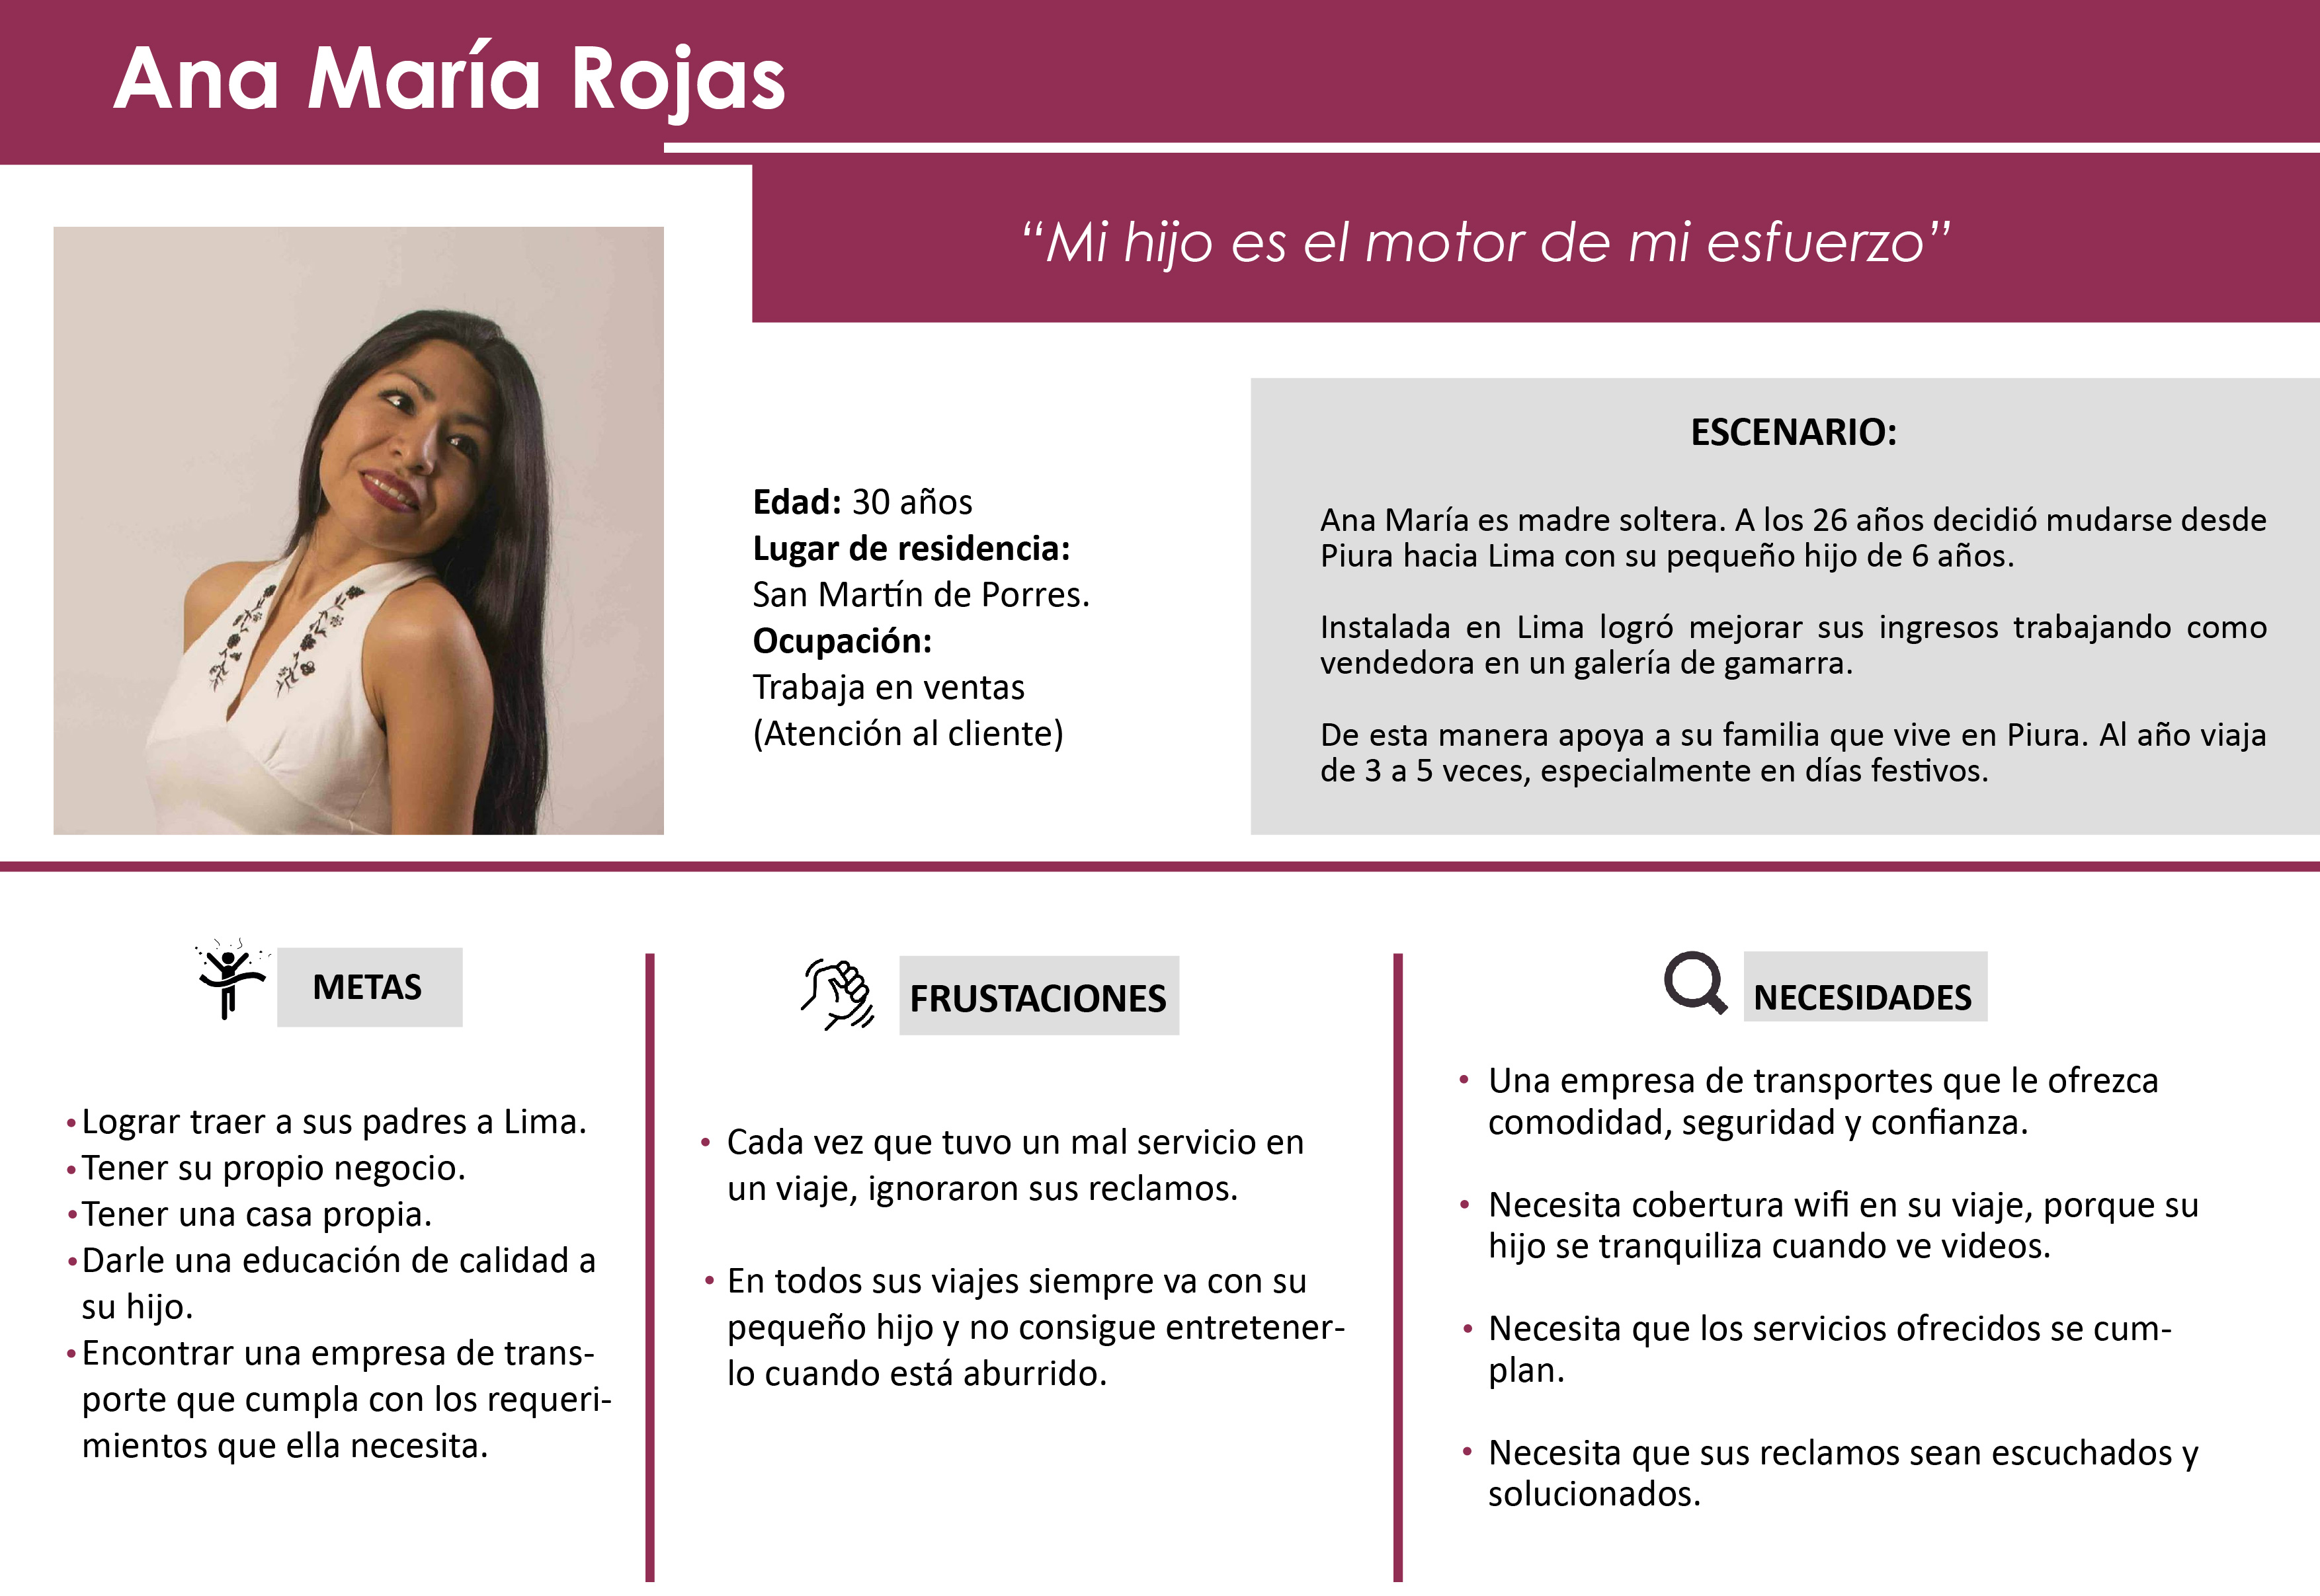 Ana María Rojas
“Mi hijo es el motor de mi esfuerzo”
Edad: 30 años
Lugar de residencia:
San Martín de Porres.
Ocupación:
Trabaja en ventas
(Atención al cliente)
ESCENARIO:
Ana María es madre soltera. A los 26 años decidió mudarse desde
Piura hacia Lima con su pequeño hijo de 6 años.
Instalada en Lima logró mejorar sus ingresos trabajando como
vendedora en un galería de gamarra.
De esta manera apoya a su familia que vive en Piura. Al año viaja
de 3 a 5 veces, especialmente en días festivos.
METAS
• Lograr traer a sus padres a Lima.
• Tener su propio negocio.
• Tener una casa propia.
• Darle una educación de calidad a
su hijo.
• Encontrar una empresa de trans-
porte que cumpla con los requeri-
mientos que ella necesita.
FRUSTACIONES
• Cada vez que tuvo un mal servicio en
un viaje, ignoraron sus reclamos.
• En todos sus viajes siempre va con su
pequeño hijo y no consigue entretener-
lo cuando está aburrido.
NECESIDADES
• Una empresa de transportes que le ofrezca
comodidad, seguridad y confianza.
• Necesita cobertura wifi en su viaje, porque su
hijo se tranquiliza cuando ve videos.
• Necesita que los servicios ofrecidos se cum-
plan.
• Necesita que sus reclamos sean escuchados y
solucionados.